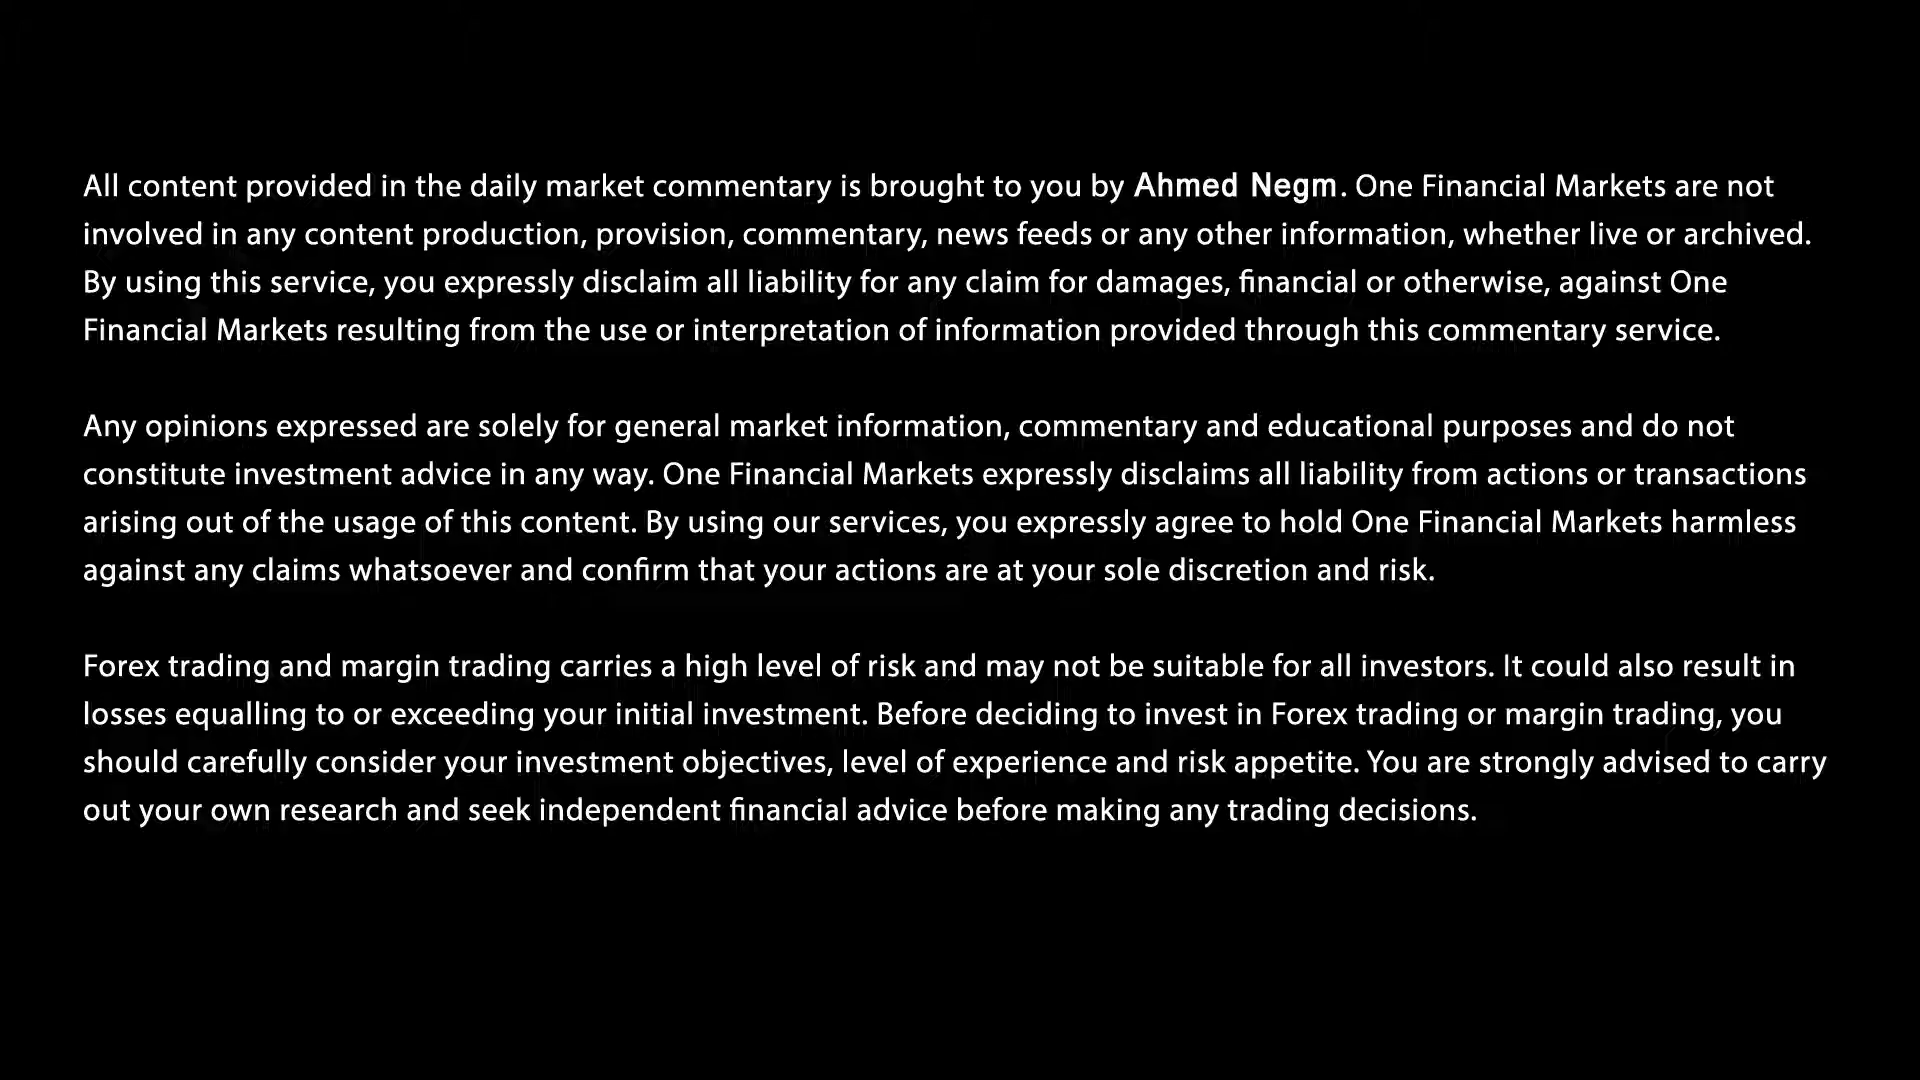 All content provided in the daily market commentary is brought to you by Ahmed Negm. One Financial Markets are not
involved in any content production, provision, commentary, news feeds or any other information, whether live or archived.
By using this service, you expressly disclaim all liability for any claim for damages, financial or otherwise, against One
Financial Markets resulting from the use or interpretation of information provided through this commentary service.
Any opinions expressed are solely for general market information, commentary and educational purposes and do not
constitute investment advice in any way. One Financial Markets expressly disclaims all liability from actions or transactions
arising out of the usage of this content. By using our services, you expressly agree to hold One Financial Markets harmless
against any claims whatsoever and confirm that your actions are at your sole discretion and risk.
Forex trading and margin trading carries a high level of risk and may not be suitable for all investors. It could also result in
losses equalling to or exceeding your initial investment. Before deciding to invest in Forex trading or margin trading, you
should carefully consider your investment objectives, level of experience and risk appetite. You are strongly advised to carry
out your own research and seek independent financial advice before making any trading decisions.